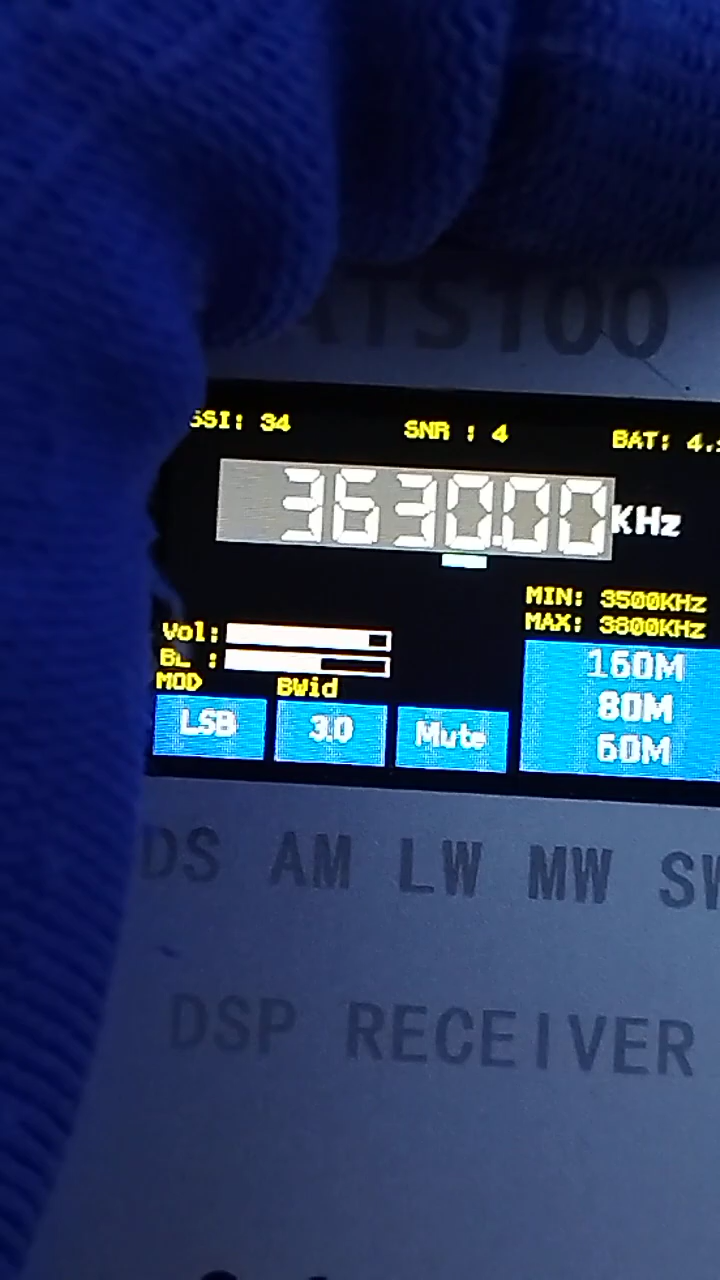 ATS100
SSI: 34 SNR : 4 BAT: 4.
3630.00 KHz
MIN: 3500KHz
MAX: 3800KHz
Vol:
BL :
MOD BWid
LSB 3.0 Mute
160M
80M
60M
DS AM LW MW SW
DSP RECEIVER